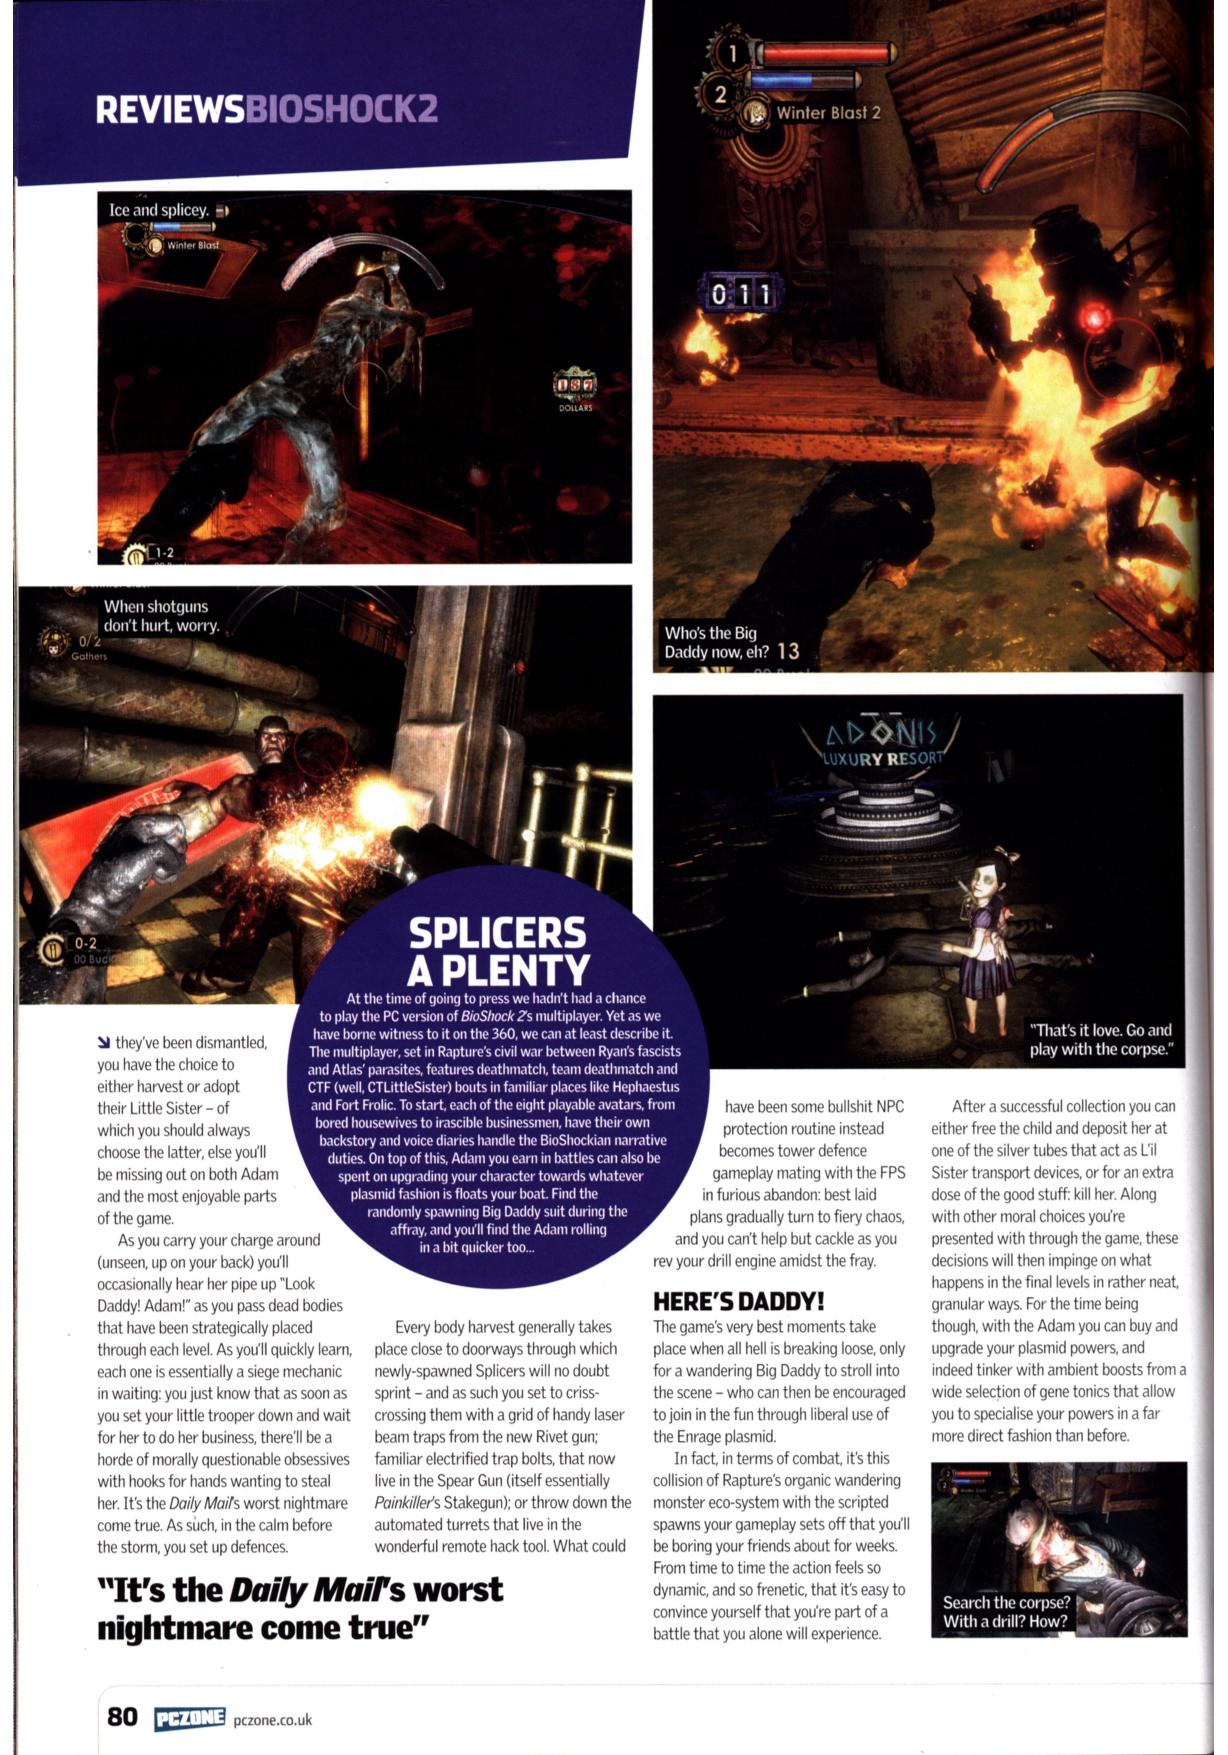 REVIEWSBIOSHOCK2
Ice and splicey.
Winter Blast
1 8 7
DOLLARS
1-2
1
2
Winter Blast 2
0 1 1
Who's the Big
Daddy now, eh? 13
When shotguns
don't hurt, worry.
0/2
Gathers
0-2
00 Buck
ADONIS
LUXURY RESORT
"That's it love. Go and
play with the corpse."
SPLICERS
A PLENTY
At the time of going to press we hadn't had a chance
to play the PC version of BioShock 2's multiplayer. Yet as we
have borne witness to it on the 360, we can at least describe it.
The multiplayer, set in Rapture's civil war between Ryan's fascists
and Atlas' parasites, features deathmatch, team deathmatch and
CTF (well, CTLittleSister) bouts in familiar places like Hephaestus
and Fort Frolic. To start, each of the eight playable avatars, from
bored housewives to irascible businessmen, have their own
backstory and voice diaries handle the BioShockian narrative
duties. On top of this, Adam you earn in battles can also be
spent on upgrading your character towards whatever
plasmid fashion is floats your boat. Find the
randomly spawning Big Daddy suit during the
affray, and you'll find the Adam rolling
in a bit quicker too...
they've been dismantled,
you have the choice to
either harvest or adopt
their Little Sister – of
which you should always
choose the latter, else you'll
be missing out on both Adam
and the most enjoyable parts
of the game.
As you carry your charge around
(unseen, up on your back) you'll
occasionally hear her pipe up "Look
Daddy! Adam!" as you pass dead bodies
that have been strategically placed
through each level. As you'll quickly learn,
each one is essentially a siege mechanic
in waiting: you just know that as soon as
you set your little trooper down and wait
for her to do her business, there'll be a
horde of morally questionable obsessives
with hooks for hands wanting to steal
her. It's the Daily Mail's worst nightmare
come true. As such, in the calm before
the storm, you set up defences.
"It's the Daily Mail's worst
nightmare come true"
Every body harvest generally takes
place close to doorways through which
newly-spawned Splicers will no doubt
sprint – and as such you set to criss-
crossing them with a grid of handy laser
beam traps from the new Rivet gun;
familiar electrified trap bolts, that now
live in the Spear Gun (itself essentially
Painkiller's Stakegun); or throw down the
automated turrets that live in the
wonderful remote hack tool. What could
have been some bullshit NPC
protection routine instead
becomes tower defence
gameplay mating with the FPS
in furious abandon: best laid
plans gradually turn to fiery chaos,
and you can't help but cackle as you
rev your drill engine amidst the fray.
HERE'S DADDY!
The game's very best moments take
place when all hell is breaking loose, only
for a wandering Big Daddy to stroll into
the scene – who can then be encouraged
to join in the fun through liberal use of
the Enrage plasmid.
In fact, in terms of combat, it's this
collision of Rapture's organic wandering
monster eco-system with the scripted
spawns your gameplay sets off that you'll
be boring your friends about for weeks.
From time to time the action feels so
dynamic, and so frenetic, that it's easy to
convince yourself that you're part of a
battle that you alone will experience.
After a successful collection you can
either free the child and deposit her at
one of the silver tubes that act as L'il
Sister transport devices, or for an extra
dose of the good stuff: kill her. Along
with other moral choices you're
presented with through the game, these
decisions will then impinge on what
happens in the final levels in rather neat,
granular ways. For the time being
though, with the Adam you can buy and
upgrade your plasmid powers, and
indeed tinker with ambient boosts from a
wide selection of gene tonics that allow
you to specialise your powers in a far
more direct fashion than before.
Search the corpse?
With a drill? How?
80 PCZONE pczone.co.uk